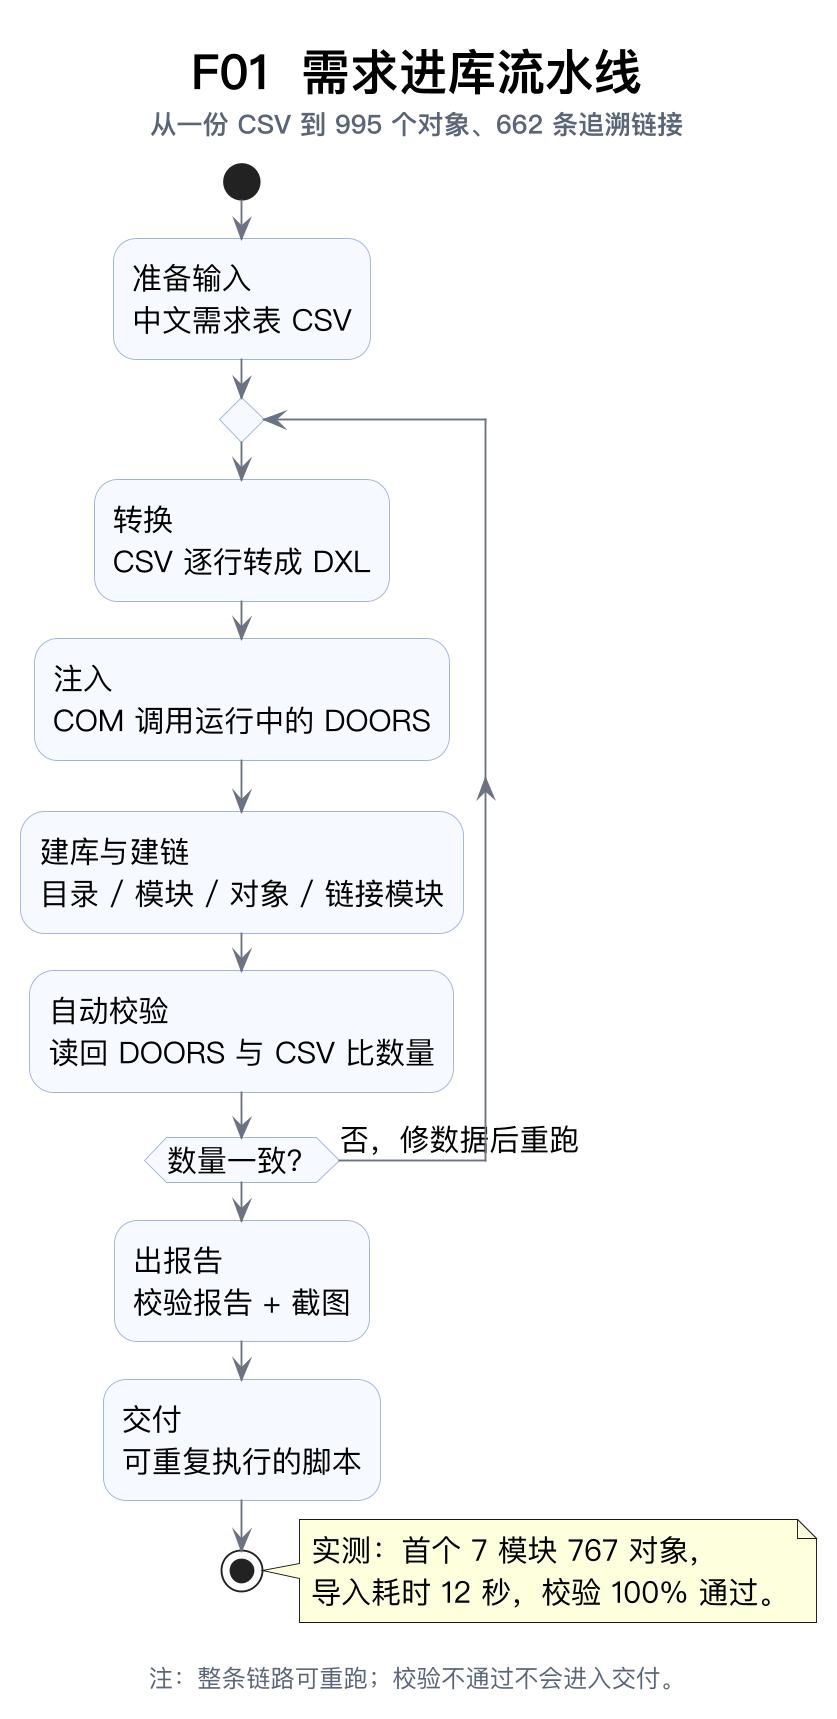 F01 需求进库流水线
从一份 CSV 到 995 个对象、662 条追溯链接
准备输入
中文需求表 CSV
转换
CSV 逐行转成 DXL
注入
COM 调用运行中的 DOORS
建库与建链
目录 / 模块 / 对象 / 链接模块
自动校验
读回 DOORS 与 CSV 比数量
否，修数据后重跑
数量一致？
出报告
校验报告 + 截图
交付
可重复执行的脚本
实测：首个 7 模块 767 对象，
导入耗时 12 秒，校验 100% 通过。
注：整条链路可重跑；校验不通过不会进入交付。